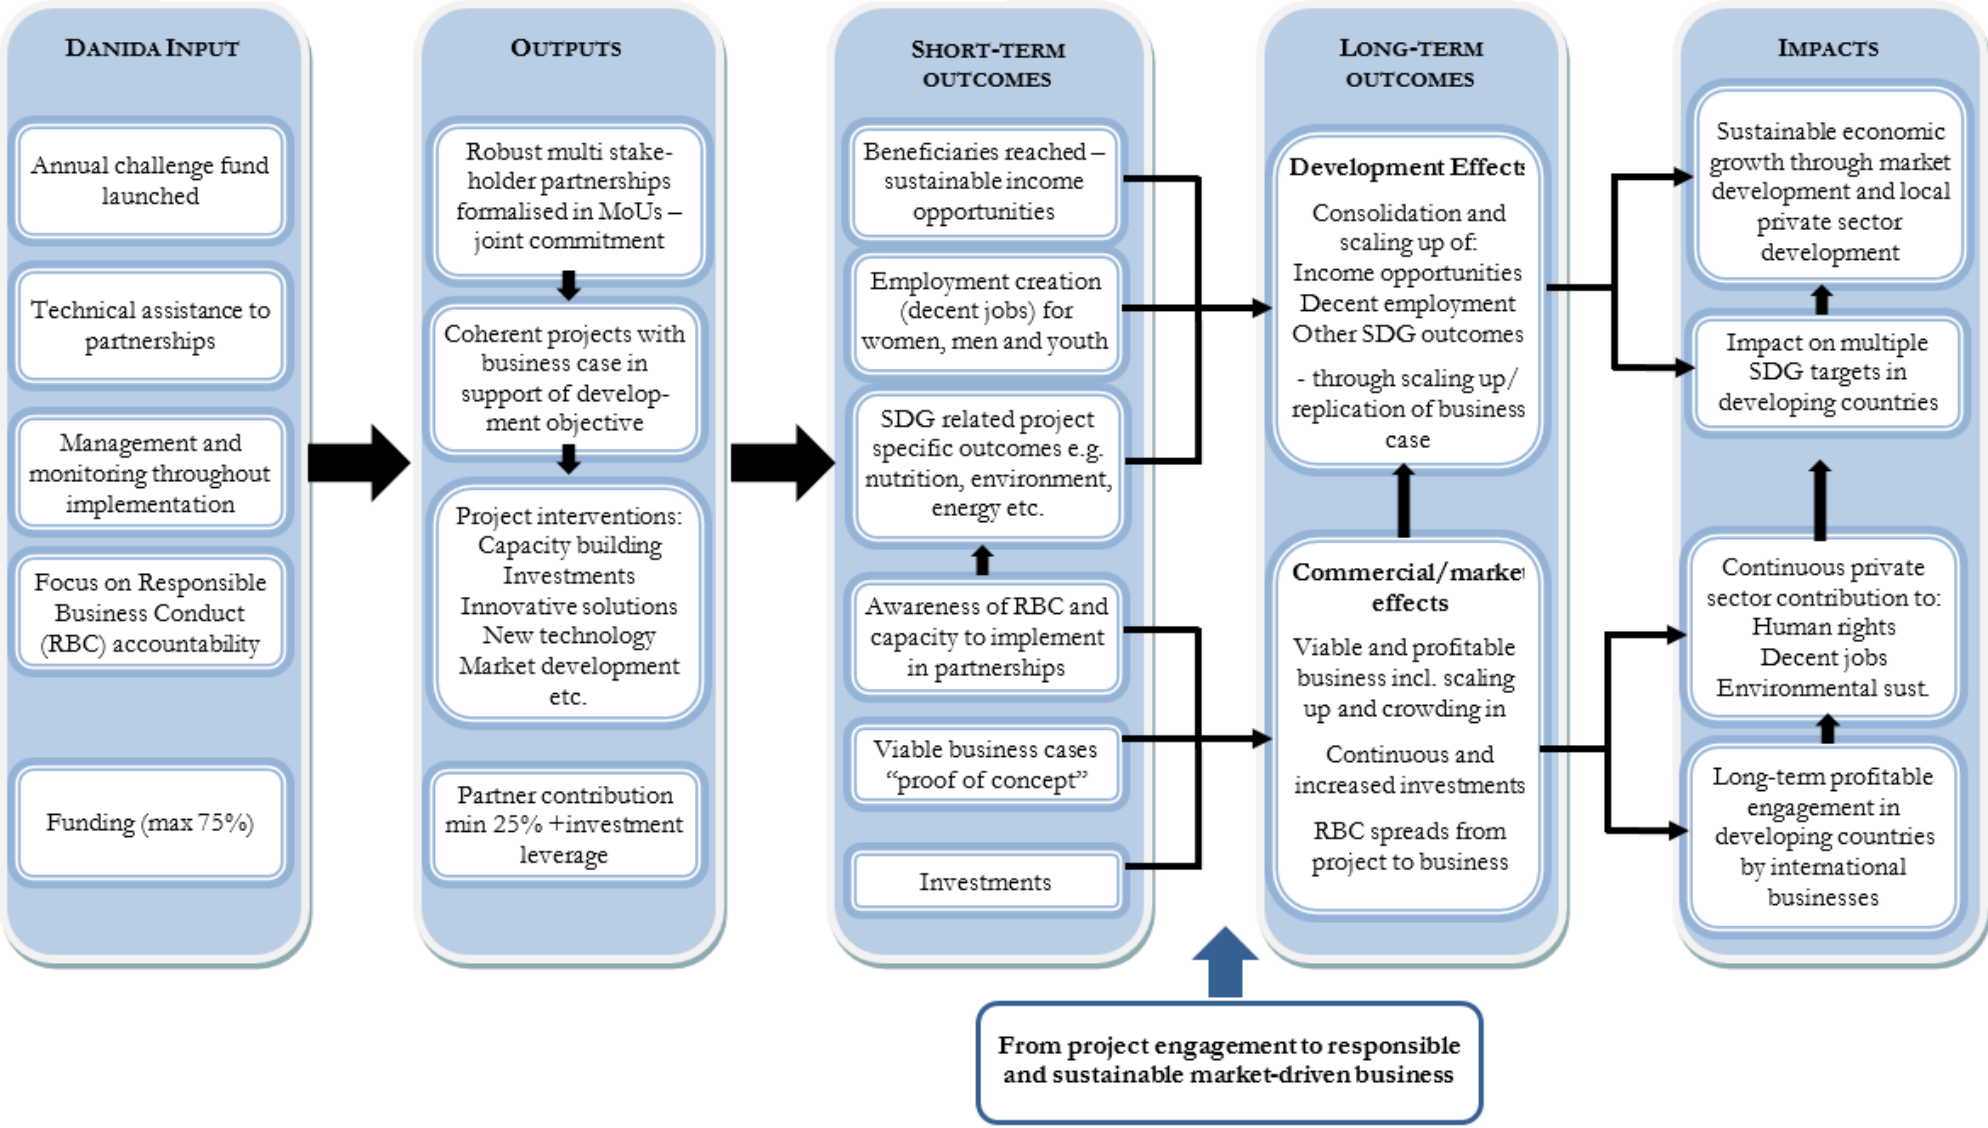 DANIDA INPUT
Annual challenge fund
launched
Technical assistance to
partnerships
Management and
monitoring throughout
implementation
Focus on Responsible
Business Conduct
(RBC) accountability
Funding (max 75%)
OUTPUTS
Robust multi stake-
holder partnerships
formalised in MoUs –
joint commitment
Coherent projects with
business case in
support of develop-
ment objective
Project interventions:
Capacity building
Investments
Innovative solutions
New technology
Market development
etc.
Partner contribution
min 25% +investment
leverage
SHORT-TERM
OUTCOMES
Beneficiaries reached –
sustainable income
opportunities
Employment creation
(decent jobs) for
women, men and youth
SDG related project
specific outcomes e.g.
nutrition, environment,
energy etc.
Awareness of RBC and
capacity to implement
in partnerships
Viable business cases
“proof of concept”
Investments
LONG-TERM
OUTCOMES
Development Effects
Consolidation and
scaling up of:
Income opportunities
Decent employment
Other SDG outcomes
- through scaling up/
replication of business
case
Commercial/market
effects
Viable and profitable
business incl. scaling
up and crowding in
Continuous and
increased investments
RBC spreads from
project to business
IMPACTS
Sustainable economic
growth through market
development and local
private sector
development
Impact on multiple
SDG targets in
developing countries
Continuous private
sector contribution to:
Human rights
Decent jobs
Environmental sust.
Long-term profitable
engagement in
developing countries
by international
businesses
From project engagement to responsible
and sustainable market-driven business